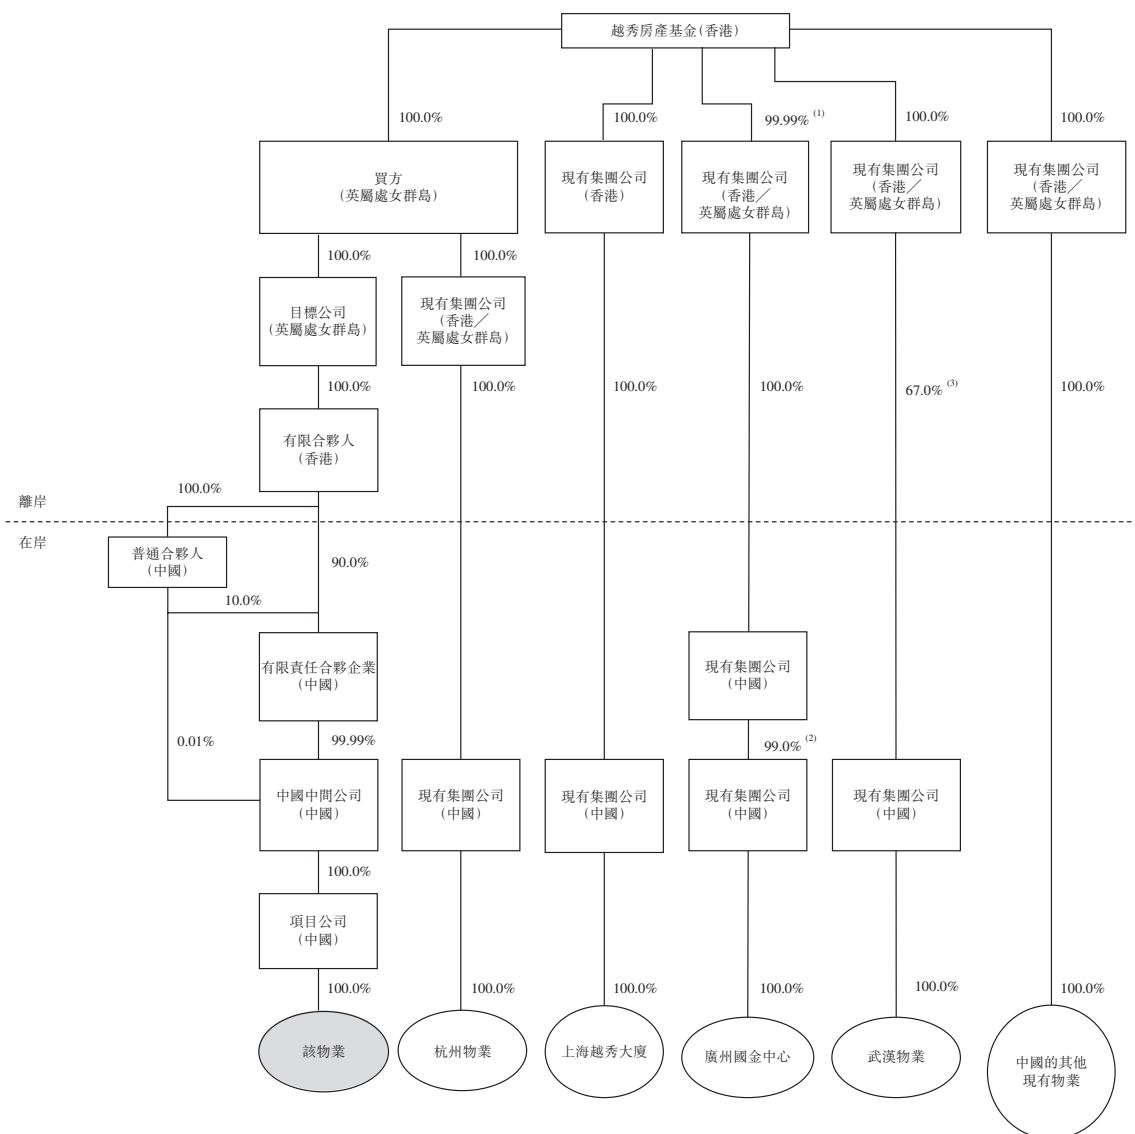 越秀房產基金(香港)
100.0%
100.0%
99.99% (1)
100.0%
100.0%
買方
(英屬處女群島)
現有集團公司
(香港)
現有集團公司
(香港／
英屬處女群島)
現有集團公司
(香港／
英屬處女群島)
現有集團公司
(香港／
英屬處女群島)
100.0%
100.0%
目標公司
(英屬處女群島)
現有集團公司
(香港／
英屬處女群島)
100.0%
100.0%
100.0%
100.0%
67.0% (3)
100.0%
有限合夥人
(香港)
100.0%
離岸
在岸
普通合夥人
(中國)
90.0%
10.0%
有限責任合夥企業
(中國)
現有集團公司
(中國)
0.01%
99.99%
99.0% (2)
中國中間公司
(中國)
現有集團公司
(中國)
現有集團公司
(中國)
現有集團公司
(中國)
現有集團公司
(中國)
100.0%
項目公司
(中國)
100.0%
100.0%
100.0%
100.0%
100.0%
100.0%
該物業
杭州物業
上海越秀大廈
廣州國金中心
武漢物業
中國的其他
現有物業